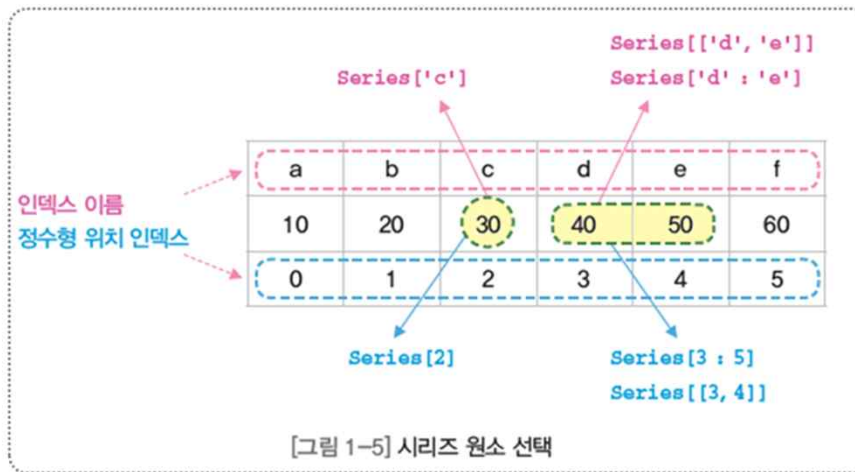 Series[['d', 'e']]
Series['c']
Series['d' : 'e']
a b c d e f
인덱스 이름
10 20 30 40 50 60
정수형 위치 인덱스
0 1 2 3 4 5
Series[2]
Series[3 : 5]
Series[[3, 4]]
[그림 1-5] 시리즈 원소 선택